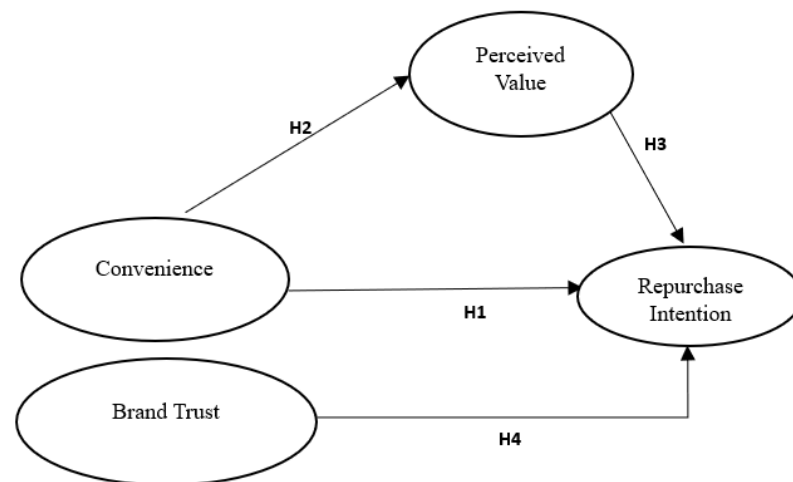 Perceived
Value
H2
H3
Convenience
Repurchase
Intention
H1
Brand Trust
H4